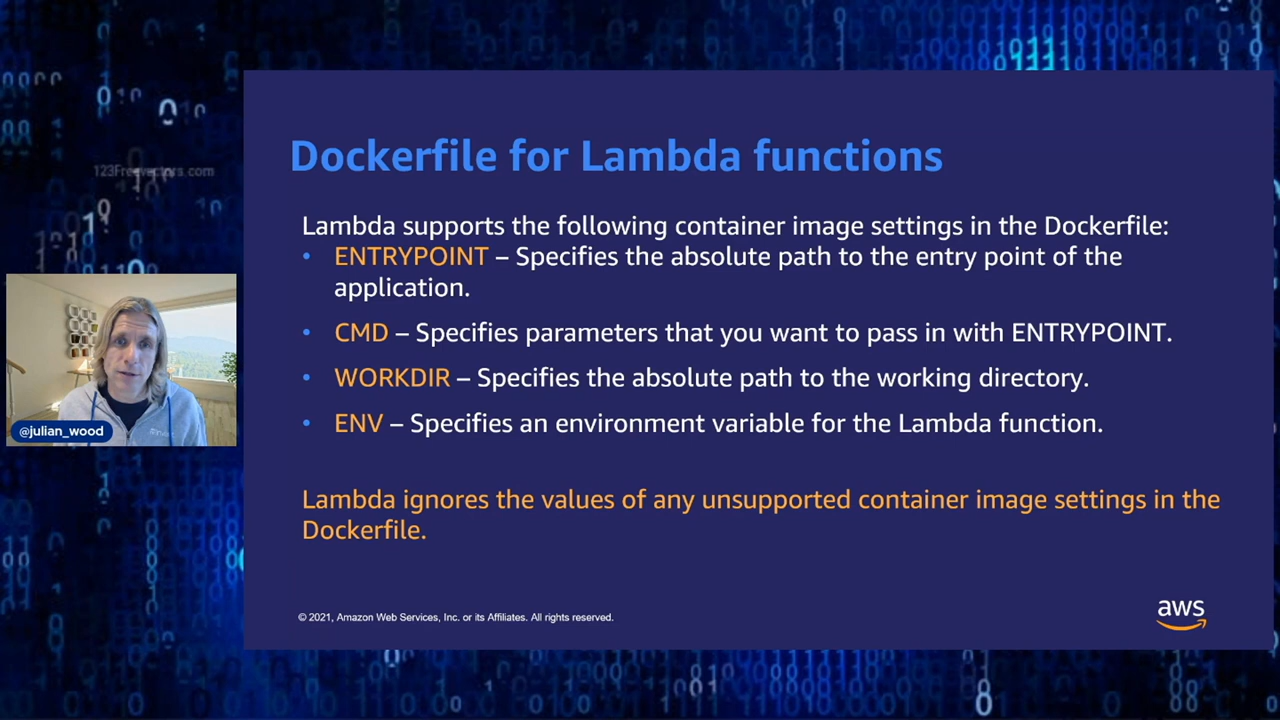 123Freevectors.com
Dockerfile for Lambda functions
Lambda supports the following container image settings in the Dockerfile:
• ENTRYPOINT – Specifies the absolute path to the entry point of the
application.
• CMD – Specifies parameters that you want to pass in with ENTRYPOINT.
• WORKDIR – Specifies the absolute path to the working directory.
• ENV – Specifies an environment variable for the Lambda function.
Lambda ignores the values of any unsupported container image settings in the
Dockerfile.
@julian_wood
© 2021, Amazon Web Services, Inc. or its Affiliates. All rights reserved.
aws